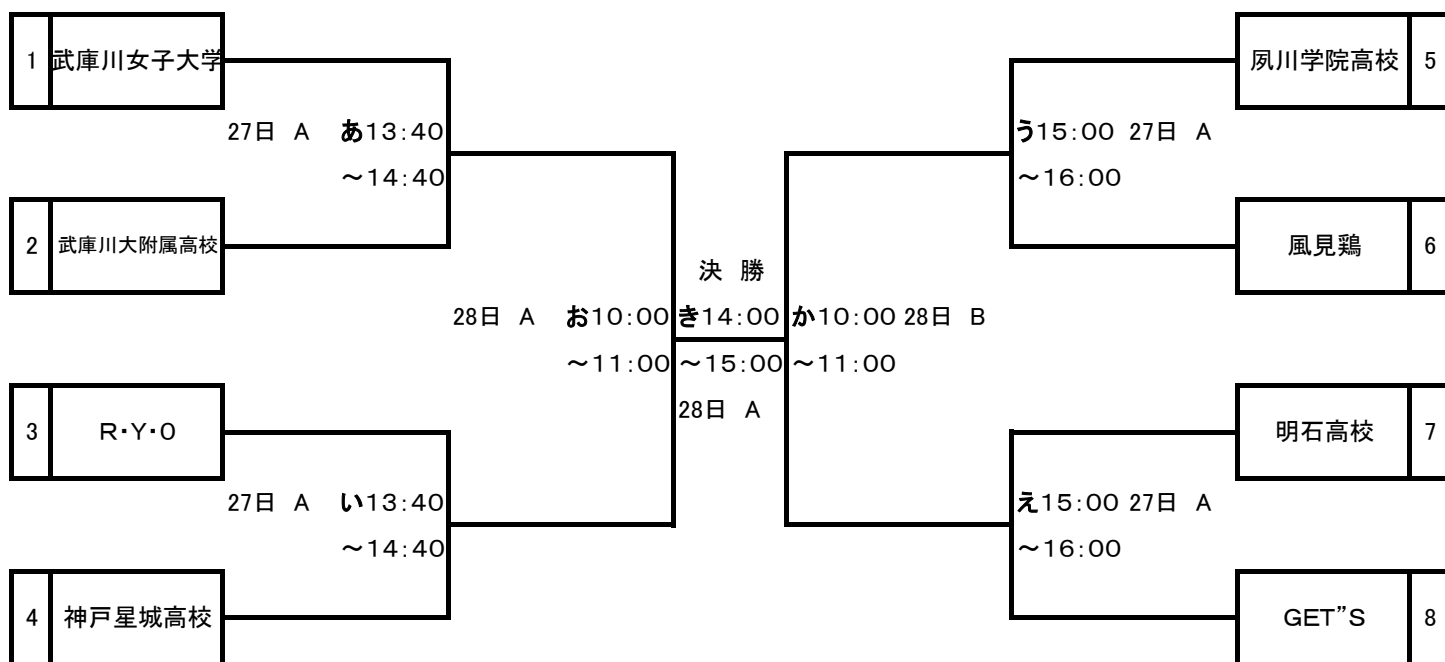 1 武庫川女子大学
夙川学院高校 5
27日 A あ13:40
う15:00 27日 A
～14:40
～16:00
2 武庫川大附属高校
風見鶏 6
決 勝
28日 A お10:00 き14:00 か10:00 28日 B
～11:00 ～15:00 ～11:00
28日 A
3 R・Y・O
明石高校 7
27日 A い13:40
え15:00 27日 A
～14:40
～16:00
4 神戸星城高校
GET”S 8